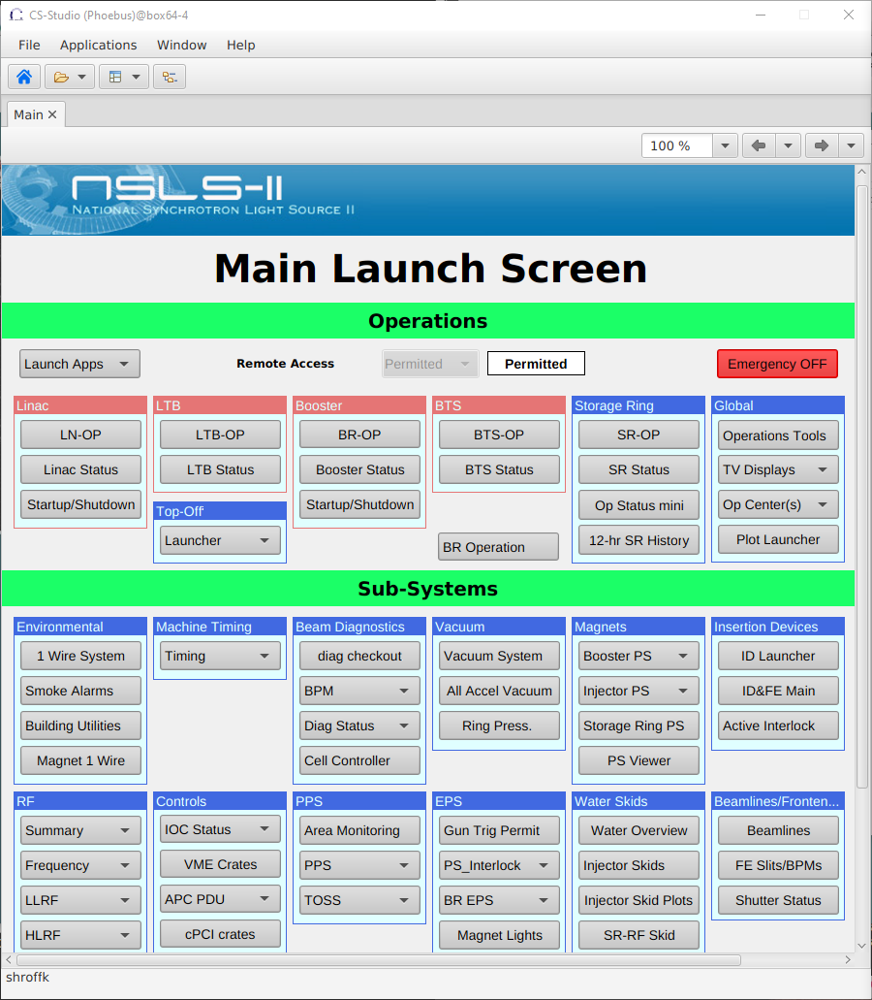 CS-Studio (Phoebus)@box64-4
File Applications Window Help
Main
100 %
NSLS-II
National Synchrotron Light Source II
Main Launch Screen
Operations
Launch Apps Remote Access Permitted Permitted Emergency OFF
Linac LTB Booster BTS Storage Ring Global
LN-OP LTB-OP BR-OP BTS-OP SR-OP Operations Tools
Linac Status LTB Status Booster Status BTS Status SR Status TV Displays
Startup/Shutdown Startup/Shutdown Op Status mini Op Center(s)
Top-Off
Launcher BR Operation 12-hr SR History Plot Launcher
Sub-Systems
Environmental Machine Timing Beam Diagnostics Vacuum Magnets Insertion Devices
1 Wire System Timing diag checkout Vacuum System Booster PS ID Launcher
Smoke Alarms BPM All Accel Vacuum Injector PS ID&FE Main
Building Utilities Diag Status Ring Press. Storage Ring PS Active Interlock
Magnet 1 Wire Cell Controller PS Viewer
RF Controls PPS EPS Water Skids Beamlines/Fronten...
Summary IOC Status Area Monitoring Gun Trig Permit Water Overview Beamlines
Frequency VME Crates PPS PS_Interlock Injector Skids FE Slits/BPMs
LLRF APC PDU TOSS BR EPS Injector Skid Plots Shutter Status
HLRF cPCI crates Magnet Lights SR-RF Skid
shroffk